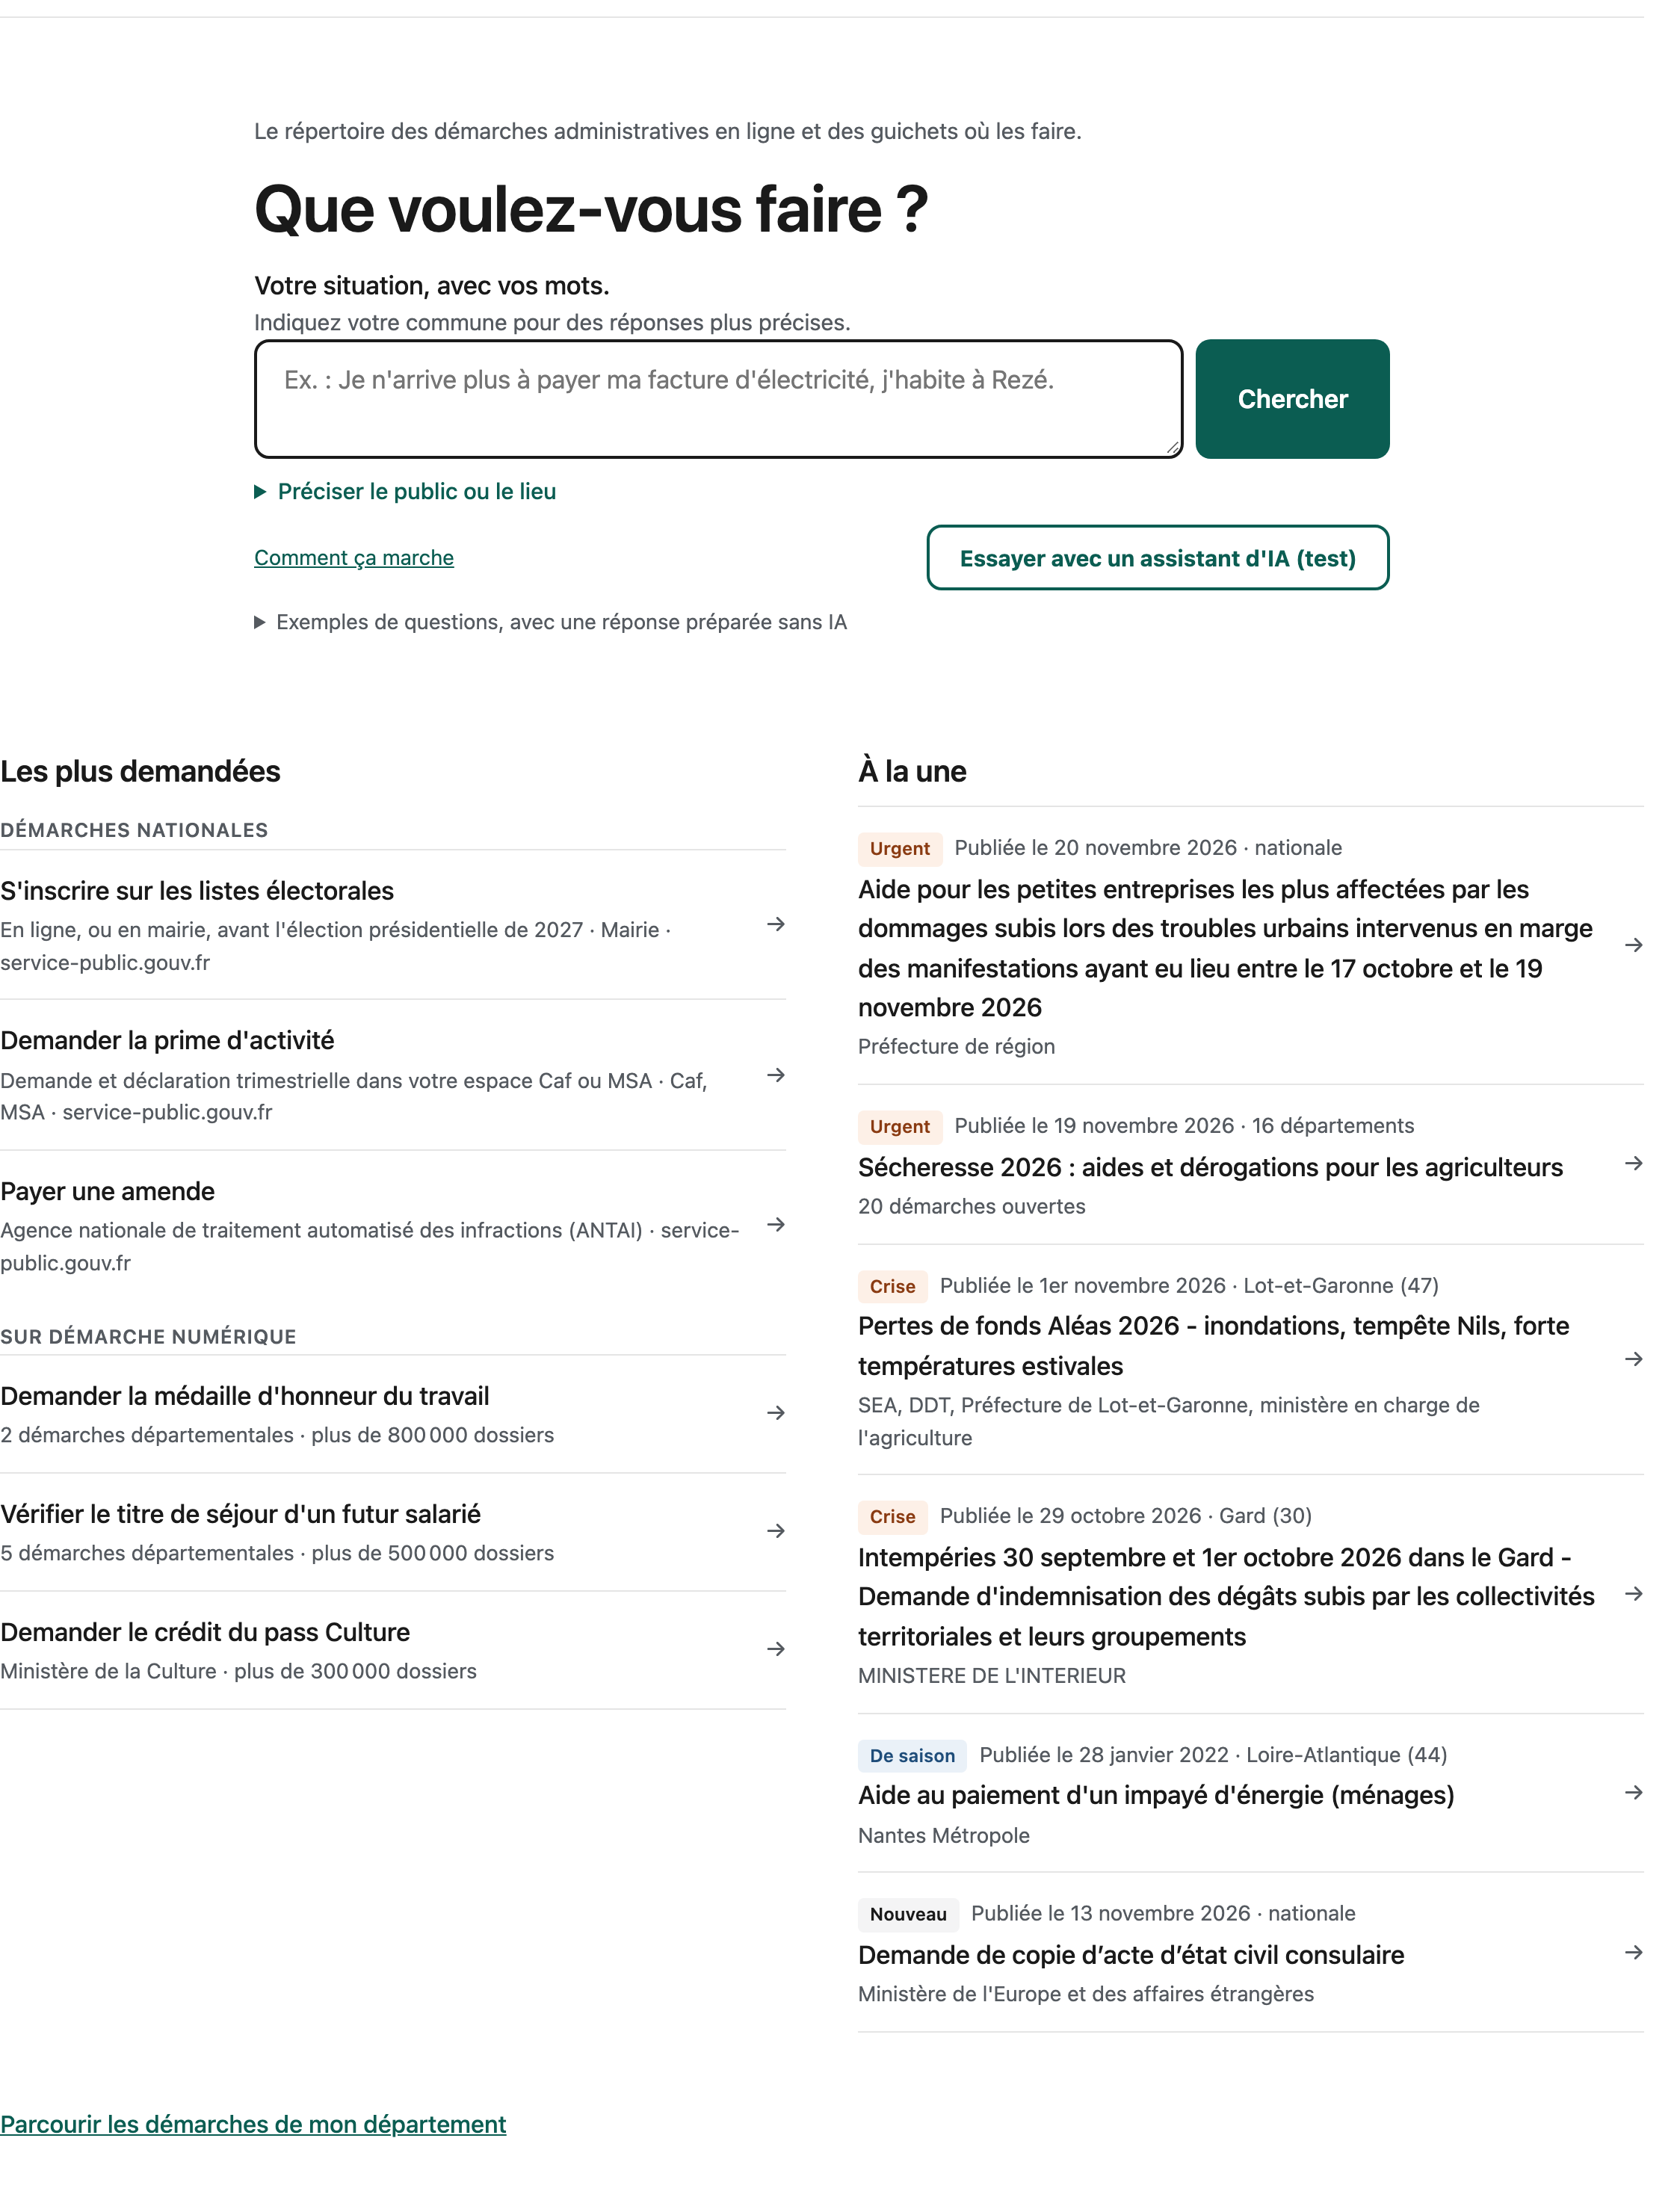 Le répertoire des démarches administratives en ligne et des guichets où les faire.
Que voulez-vous faire ?
Votre situation, avec vos mots.
Indiquez votre commune pour des réponses plus précises.
Ex. : Je n'arrive plus à payer ma facture d'électricité, j'habite à Rezé.
Chercher
Préciser le public ou le lieu
Comment ça marche
Essayer avec un assistant d'IA (test)
Exemples de questions, avec une réponse préparée sans IA
Les plus demandées
DÉMARCHES NATIONALES
S'inscrire sur les listes électorales
En ligne, ou en mairie, avant l'élection présidentielle de 2027 · Mairie ·
service-public.gouv.fr
Demander la prime d'activité
Demande et déclaration trimestrielle dans votre espace Caf ou MSA · Caf,
MSA · service-public.gouv.fr
Payer une amende
Agence nationale de traitement automatisé des infractions (ANTAI) · service-
public.gouv.fr
SUR DÉMARCHE NUMÉRIQUE
Demander la médaille d'honneur du travail
2 démarches départementales · plus de 800 000 dossiers
Vérifier le titre de séjour d'un futur salarié
5 démarches départementales · plus de 500 000 dossiers
Demander le crédit du pass Culture
Ministère de la Culture · plus de 300 000 dossiers
À la une
Urgent Publiée le 20 novembre 2026 · nationale
Aide pour les petites entreprises les plus affectées par les
dommages subis lors des troubles urbains intervenus en marge
des manifestations ayant eu lieu entre le 17 octobre et le 19
novembre 2026
Préfecture de région
Urgent Publiée le 19 novembre 2026 · 16 départements
Sécheresse 2026 : aides et dérogations pour les agriculteurs
20 démarches ouvertes
Crise Publiée le 1er novembre 2026 · Lot-et-Garonne (47)
Pertes de fonds Aléas 2026 - inondations, tempête Nils, forte
températures estivales
SEA, DDT, Préfecture de Lot-et-Garonne, ministère en charge de
l'agriculture
Crise Publiée le 29 octobre 2026 · Gard (30)
Intempéries 30 septembre et 1er octobre 2026 dans le Gard -
Demande d'indemnisation des dégâts subis par les collectivités
territoriales et leurs groupements
MINISTERE DE L'INTERIEUR
De saison Publiée le 28 janvier 2022 · Loire-Atlantique (44)
Aide au paiement d'un impayé d'énergie (ménages)
Nantes Métropole
Nouveau Publiée le 13 novembre 2026 · nationale
Demande de copie d’acte d’état civil consulaire
Ministère de l'Europe et des affaires étrangères
Parcourir les démarches de mon département